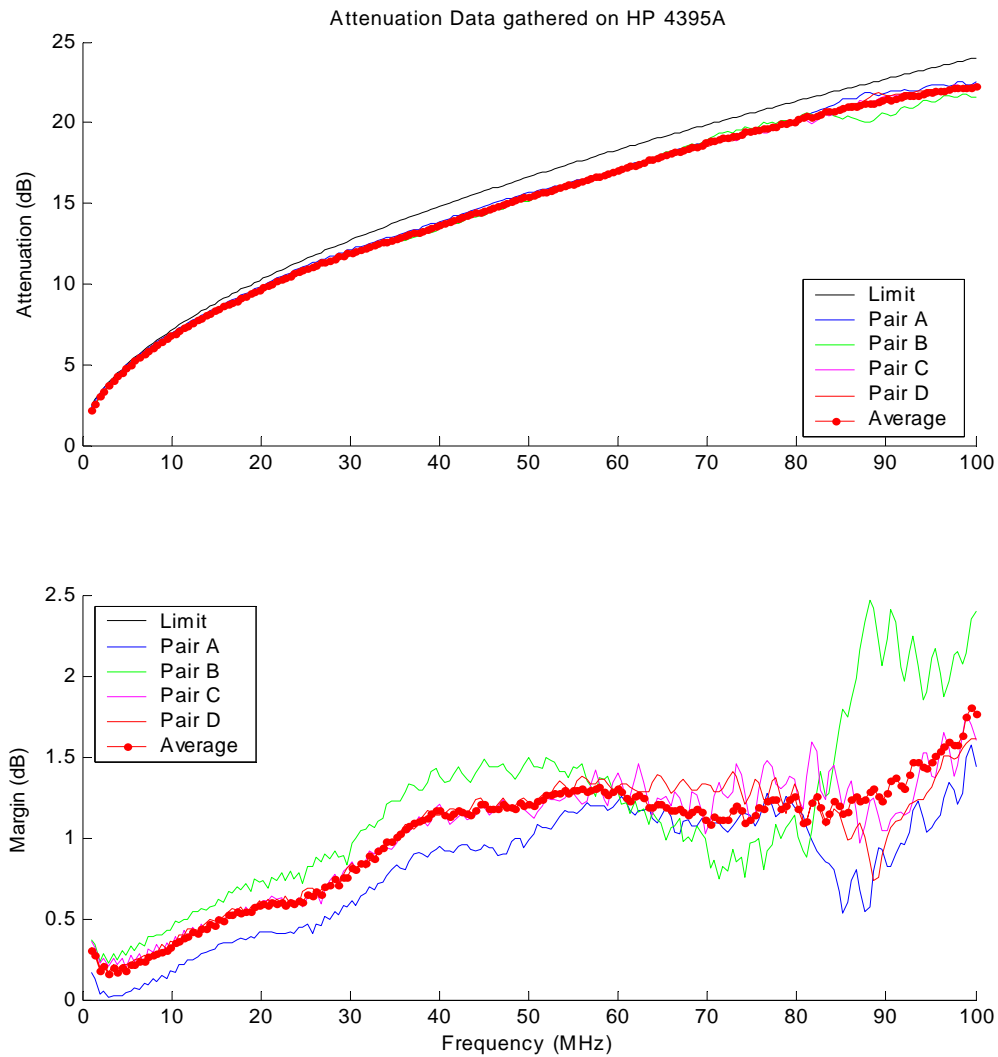 Attenuation Data gathered on HP 4395A
25
20
15
10
5
0
Attenuation (dB)
Limit
Pair A
Pair B
Pair C
Pair D
Average
0 10 20 30 40 50 60 70 80 90 100
2.5
2
1.5
1
0.5
0
Margin (dB)
Limit
Pair A
Pair B
Pair C
Pair D
Average
0 10 20 30 40 50 60 70 80 90 100
Frequency (MHz)